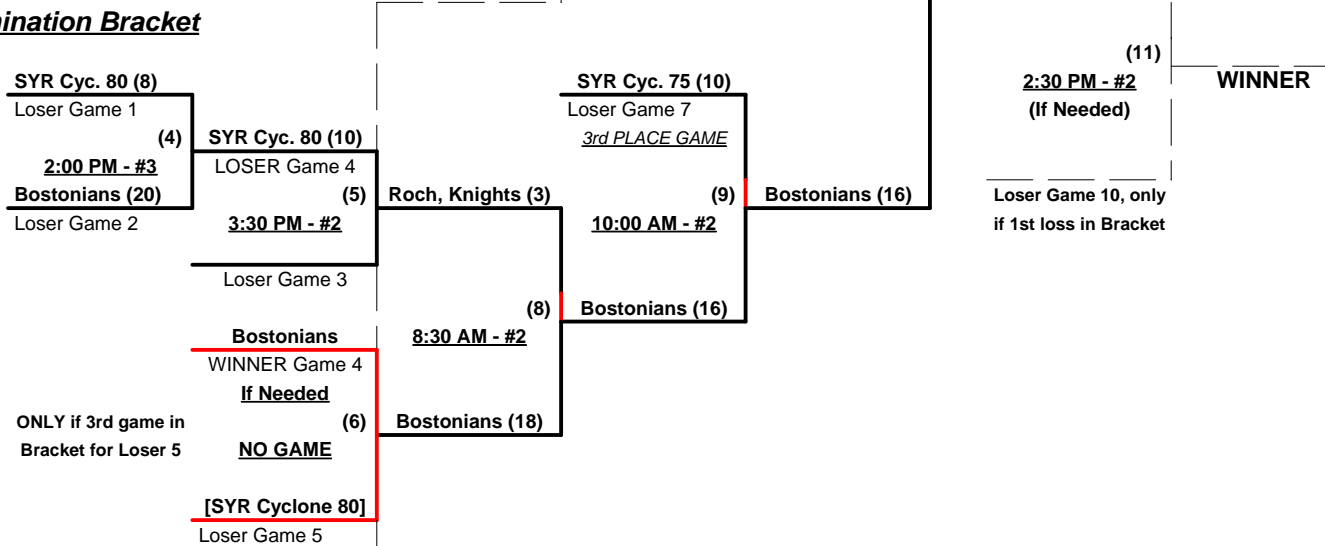 mination Bracket
SYR Cyc. 80 (8)
Loser Game 1
(4)
2:00 PM - #3
Bostonians (20)
Loser Game 2
SYR Cyc. 80 (10)
LOSER Game 4
(5)
3:30 PM - #2
Loser Game 3
Bostonians
WINNER Game 4
If Needed
ONLY if 3rd game in
Bracket for Loser 5
(6)
NO GAME
[SYR Cyclone 80]
Loser Game 5
Roch, Knights (3)
(8)
8:30 AM - #2
Bostonians (18)
SYR Cyc. 75 (10)
Loser Game 7
3rd PLACE GAME
(9)
10:00 AM - #2
Bostonians (16)
Bostonians (16)
(11)
2:30 PM - #2
(If Needed)
WINNER
Loser Game 10, only
if 1st loss in Bracket